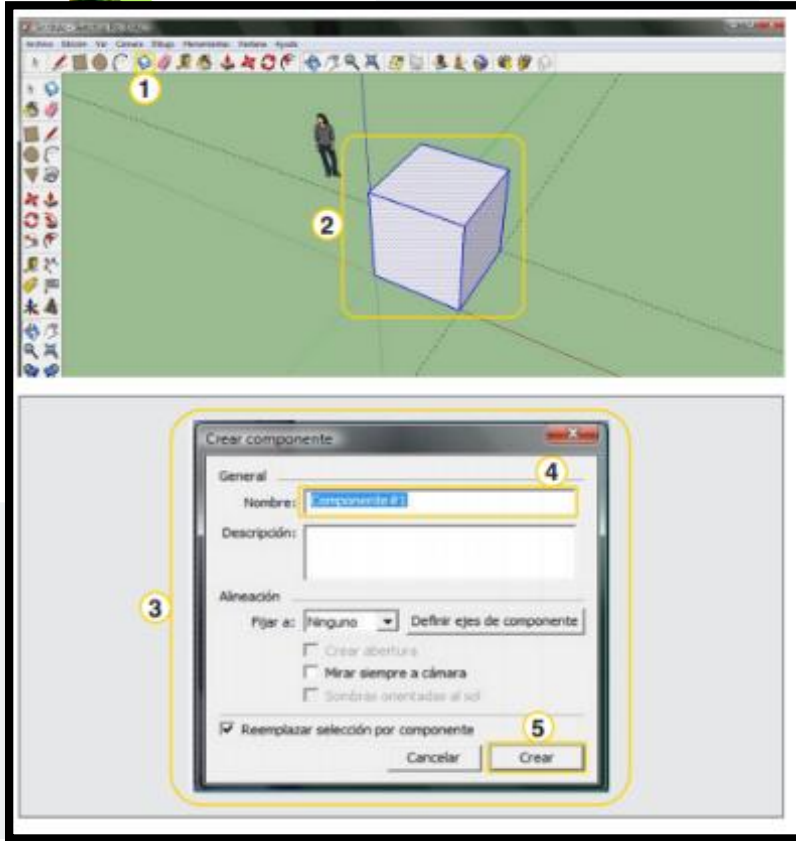 Archivo Edición Ver Cámara Dibujo Herramientas Ventana Ayuda
1
2
3
Crear componente
General
4
Nombre: Componente#1
Descripción:
Alineación
Fijar a: Ninguno Definir ejes de componente
Crear abertura
Mirar siempre a cámara
Sombras orientadas al sol
Reemplazar selección por componente
5
Cancelar Crear